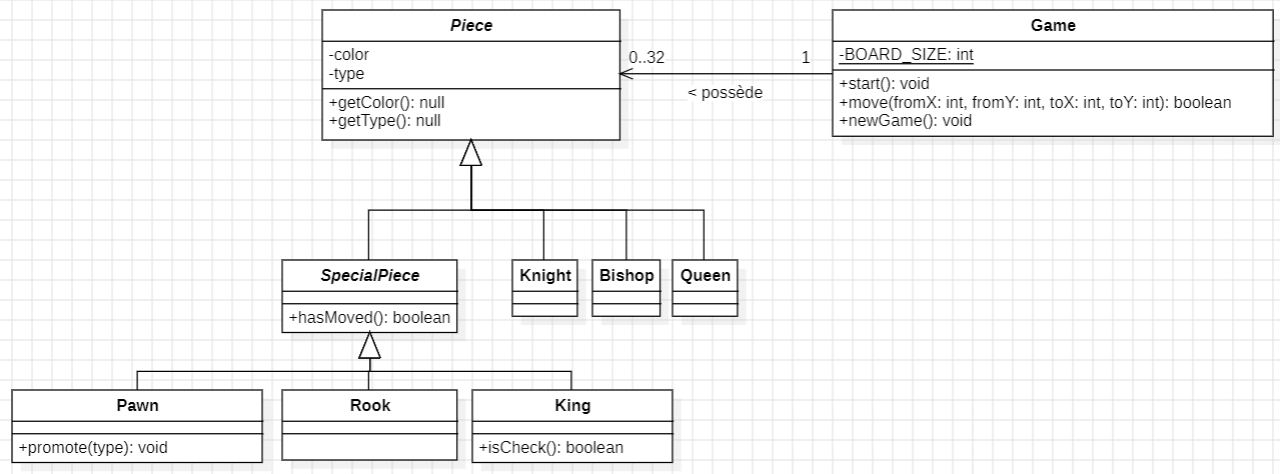 Piece
-color
-type
+getColor(): null
+getType(): null
0..32
1
< possède
Game
-BOARD_SIZE: int
+start(): void
+move(fromX: int, fromY: int, toX: int, toY: int): boolean
+newGame(): void
SpecialPiece
+hasMoved(): boolean
Knight
Bishop
Queen
Pawn
+promote(type): void
Rook
King
+isCheck(): boolean